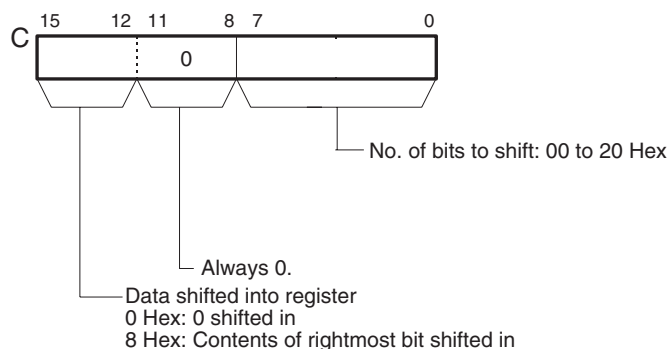 15 12 11 8 7 0
C
0
No. of bits to shift: 00 to 20 Hex
Always 0.
Data shifted into register
0 Hex: 0 shifted in
8 Hex: Contents of rightmost bit shifted in